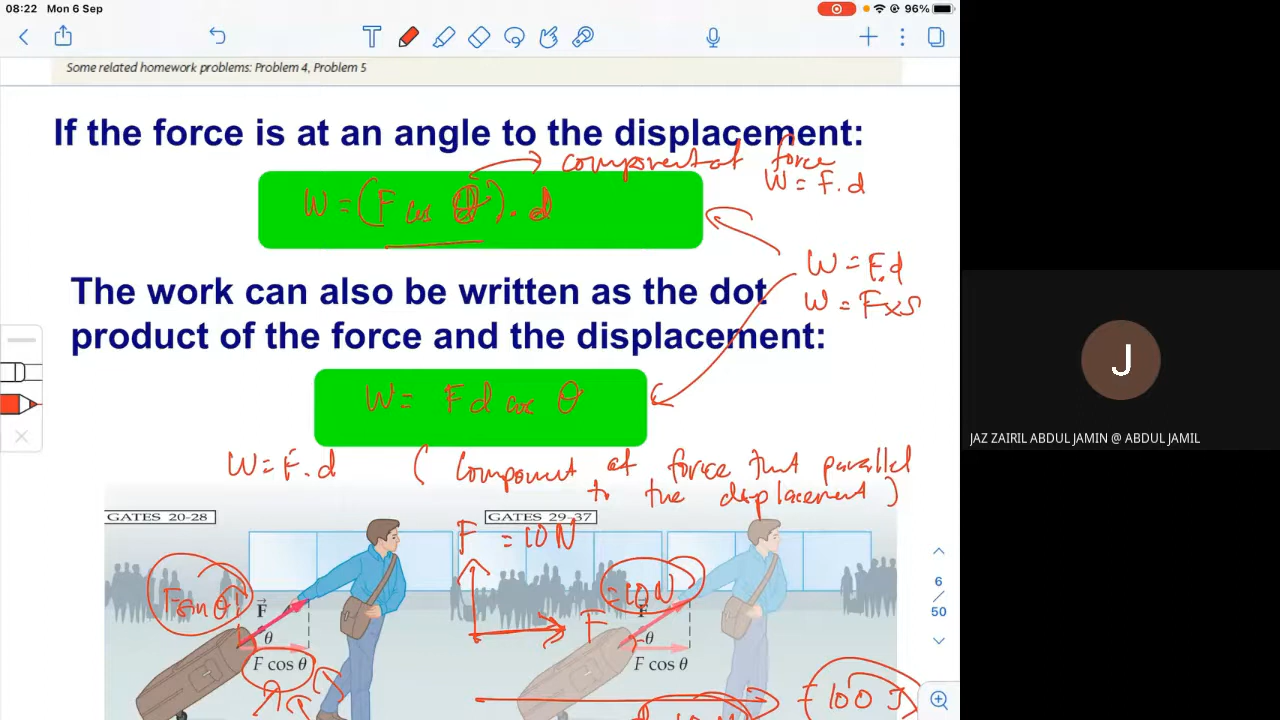 08:22 Mon 6 Sep
96%
Some related homework problems: Problem 4, Problem 5
If the force is at an angle to the displacement:
component of force
W = F.d
W = (F cos θ). d
W = F.d
W = F×s
The work can also be written as the dot
product of the force and the displacement:
W = F d cos θ
W = F.d
( component of force that parallel
to the displacement )
GATES 20-28
GATES 29-37
F = 10 N
F sin θ
F
θ
F cos θ
= 10 N
F
F
θ
F cos θ
= 100 J
6
/
50
J
JAZ ZAIRIL ABDUL JAMIN @ ABDUL JAMIL